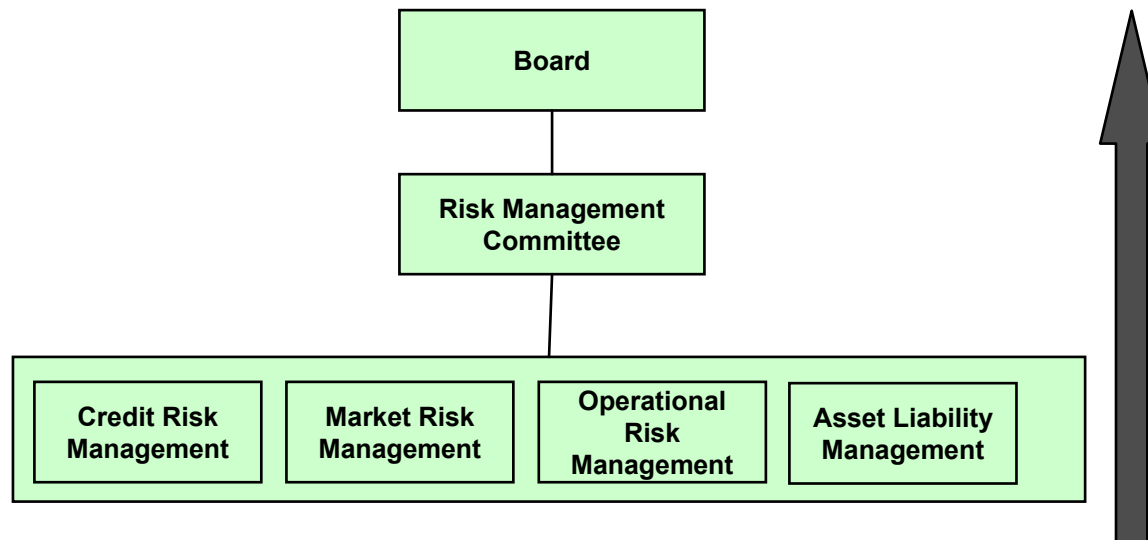 Board
Risk Management
Committee
Credit Risk
Management
Market Risk
Management
Operational
Risk
Management
Asset Liability
Management